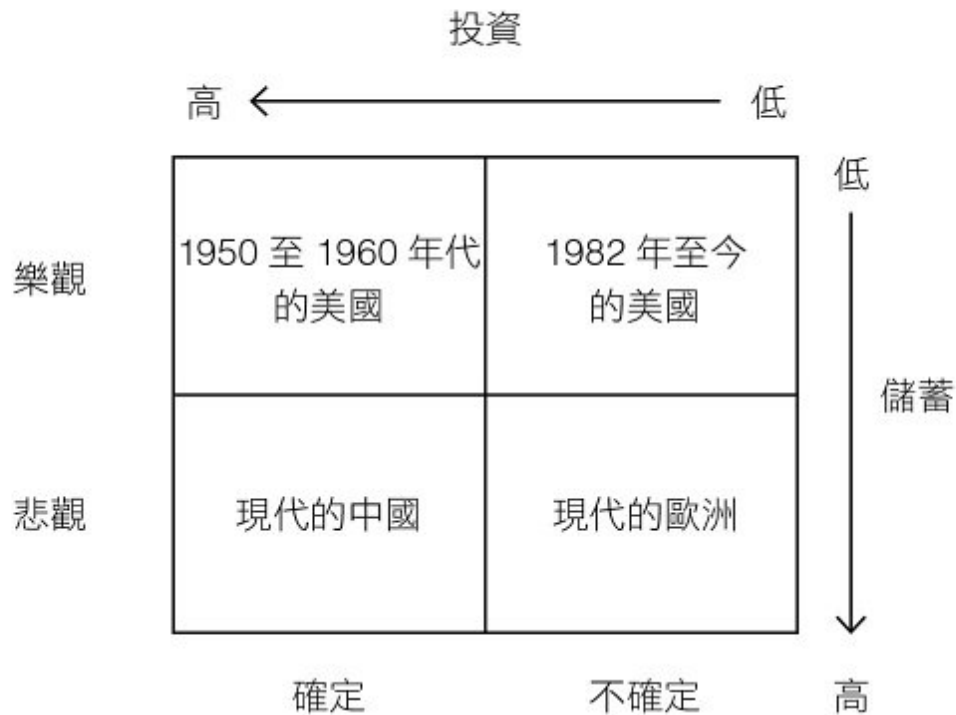 投資
高 低
低
1950 至 1960 年代
的美國
1982 年至今
的美國
樂觀
儲蓄
悲觀
現代的中國
現代的歐洲
確定
不確定
高